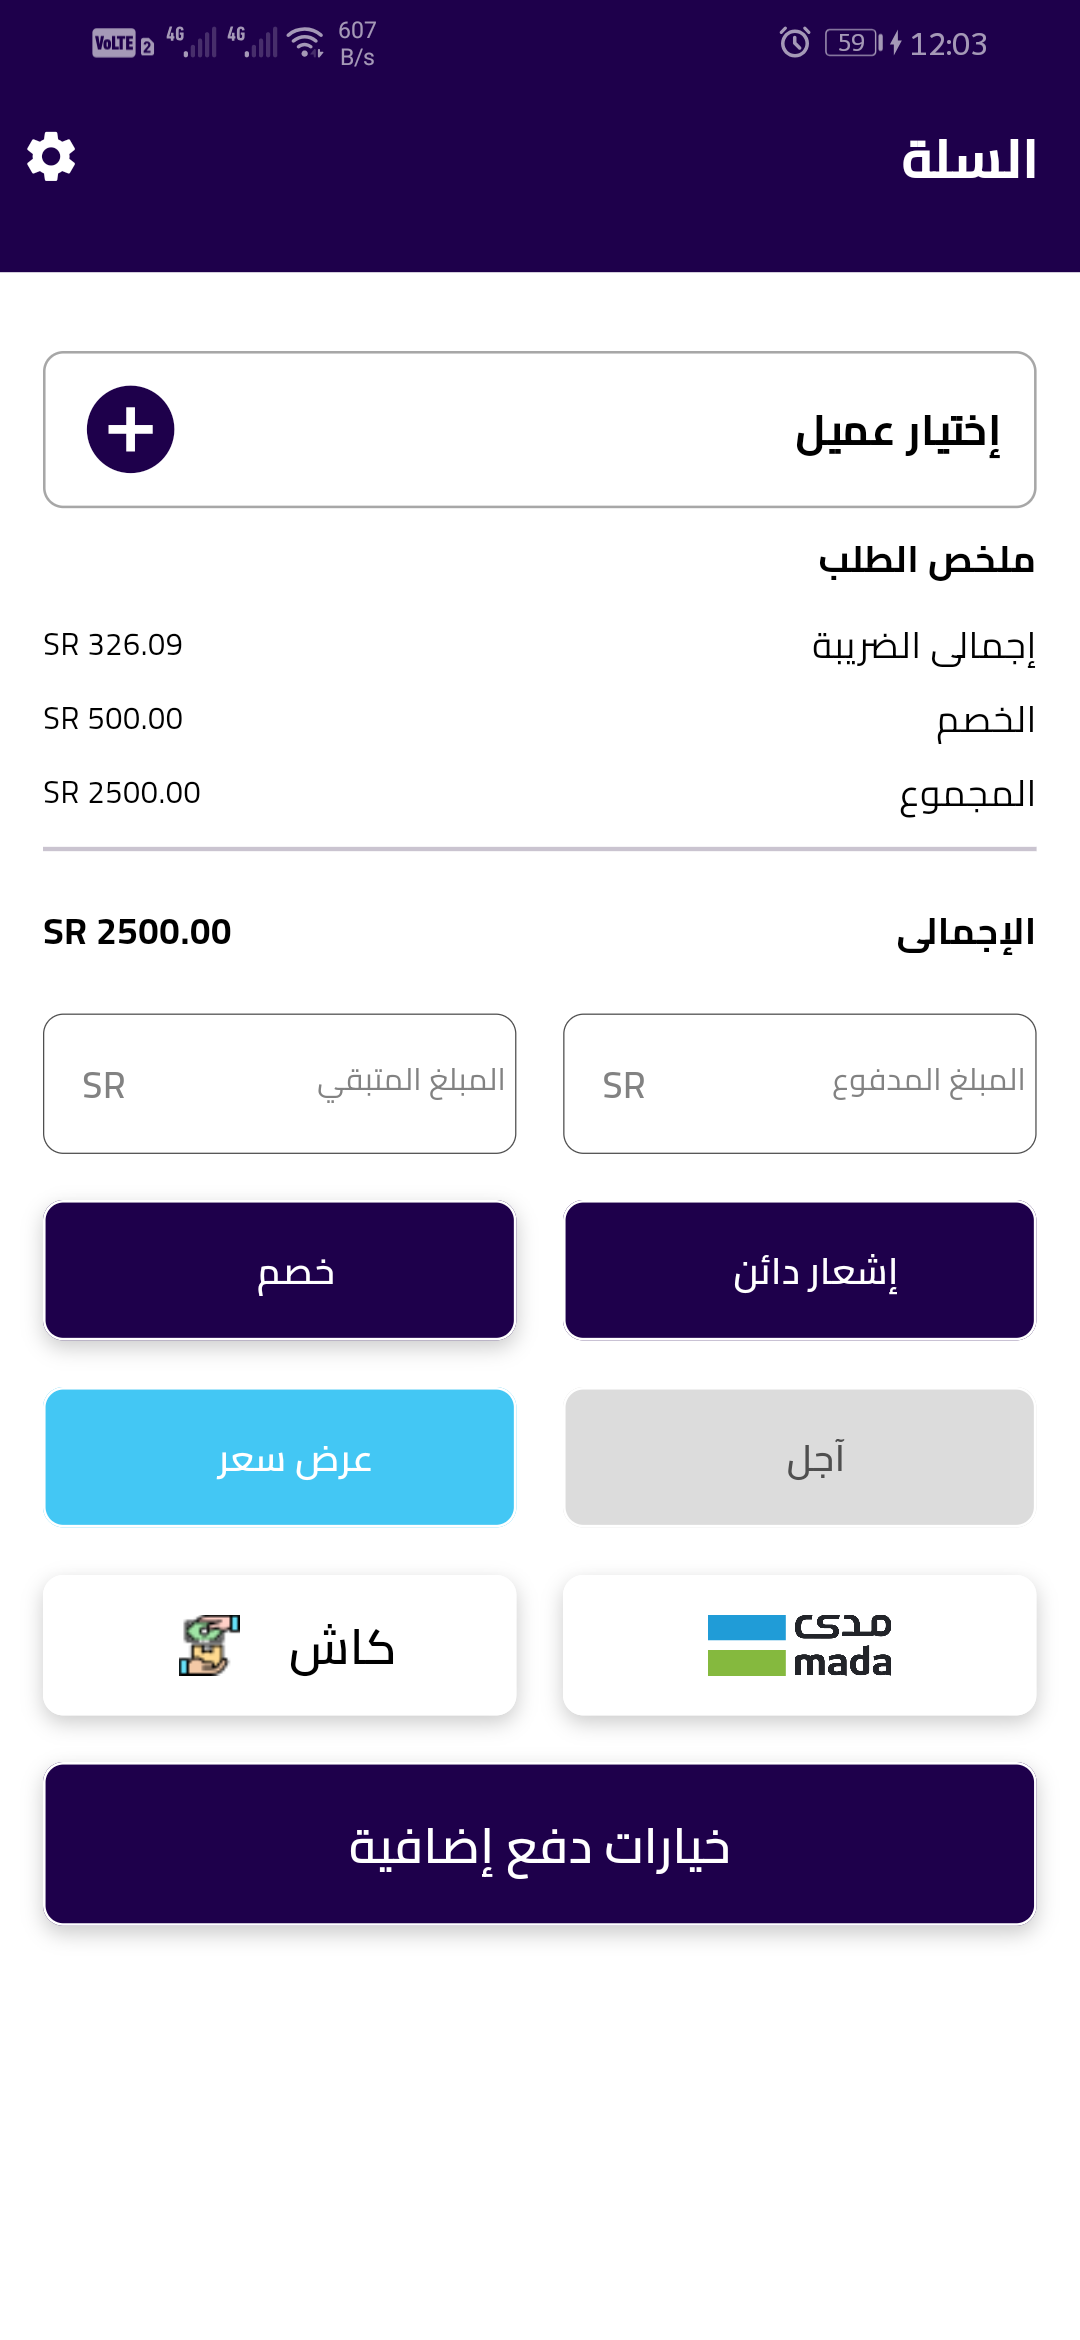 VoLTE 2 4G 4G 607 B/s 59 12:03
السلة
إختيار عميل
ملخص الطلب
إجمالى الضريبة SR 326.09
الخصم SR 500.00
المجموع SR 2500.00
الإجمالى SR 2500.00
المبلغ المدفوع SR المبلغ المتبقي SR
إشعار دائن خصم
آجل عرض سعر
مدى mada كاش
خيارات دفع إضافية